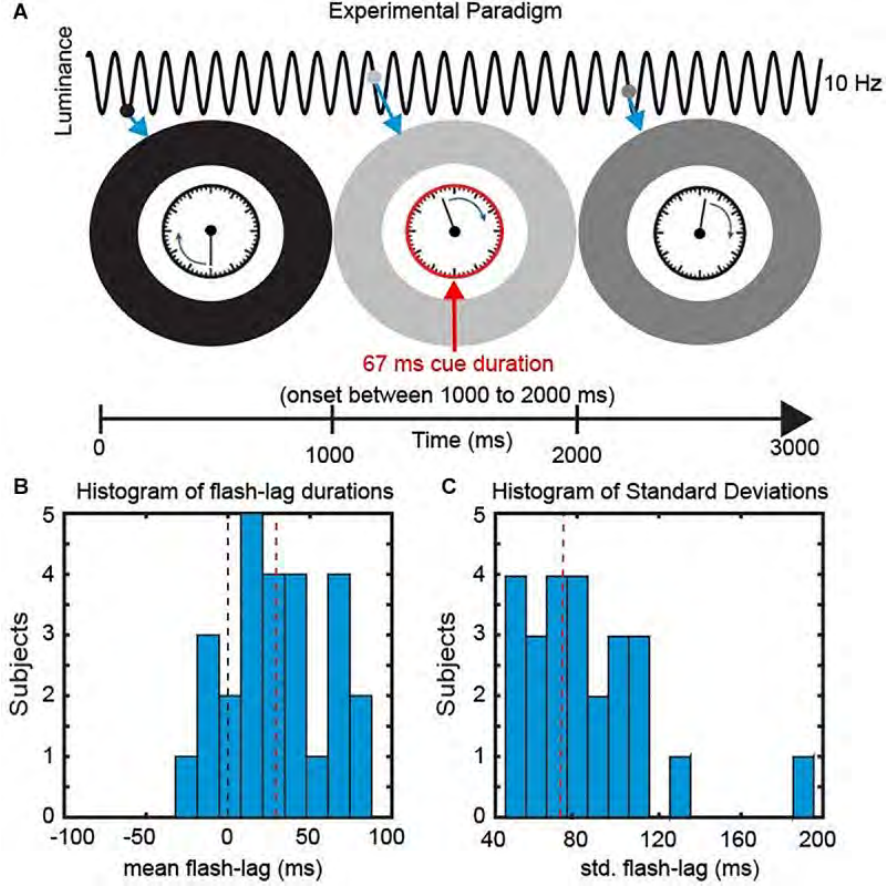 A
Experimental Paradigm
Luminance
10 Hz
67 ms cue duration
(onset between 1000 to 2000 ms)
0
1000
2000
3000
Time (ms)
B
Histogram of flash-lag durations
Subjects
5
4
3
2
1
0
-100
-50
0
50
100
mean flash-lag (ms)
C
Histogram of Standard Deviations
Subjects
5
4
3
2
1
0
40
80
120
160
200
std. flash-lag (ms)